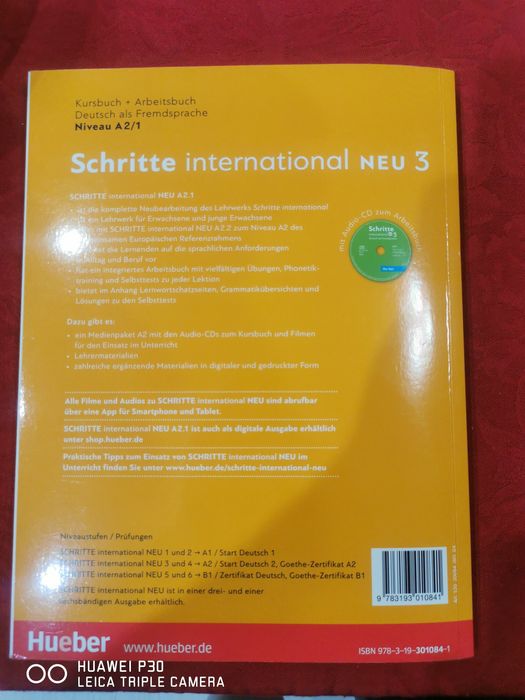 Kursbuch + Arbeitsbuch
Deutsch als Fremdsprache
Niveau A2/1
Schritte international NEU 3
SCHRITTE international NEU A2.1
• ist die komplette Neubearbeitung des Lehrwerks Schritte international
ist ein Lehrwerk für Erwachsene und junge Erwachsene
mit SCHRITTE international NEU A2.2 zum Niveau A2 des
Europäischen Referenzrahmens
die Lernenden auf die sprachlichen Anforderungen
Alltag und Beruf vor
• hat ein integriertes Arbeitsbuch mit vielfältigen Übungen, Phonetik-
training und Selbsttests zu jeder Lektion
• bietet im Anhang Lernwortschatzseiten, Grammatikübersichten und
Lösungen zu den Selbsttests
mit Audio-CD zum Arbeitsbuch
Schritte
international 3
Dazu gibt es:
• ein Medienpaket A2 mit den Audio-CDs zum Kursbuch und Filmen
für den Einsatz im Unterricht
• Lehrermaterialien
• zahlreiche ergänzende Materialien in digitaler und gedruckter Form
Alle Filme und Audios zu SCHRITTE international NEU sind abrufbar
über eine App für Smartphone und Tablet.
SCHRITTE international NEU A2.1 ist auch als digitale Ausgabe erhältlich
unter shop.hueber.de
Praktische Tipps zum Einsatz von SCHRITTE international NEU im
Unterricht finden Sie unter www.hueber.de/schritte-international-neu
Niveaustufen / Prüfungen
SCHRITTE international NEU 1 und 2 → A1 / Start Deutsch 1
SCHRITTE international NEU 3 und 4 → A2 / Start Deutsch 2, Goethe-Zertifikat A2
SCHRITTE international NEU 5 und 6 → B1 / Zertifikat Deutsch, Goethe-Zertifikat B1
SCHRITTE international NEU ist in einer drei- und einer
sechsbändigen Ausgabe erhältlich.
9 783193 010841
Hueber www.hueber.de
ISBN 978-3-19-301084-1
HUAWEI P30
LEICA TRIPLE CAMERA